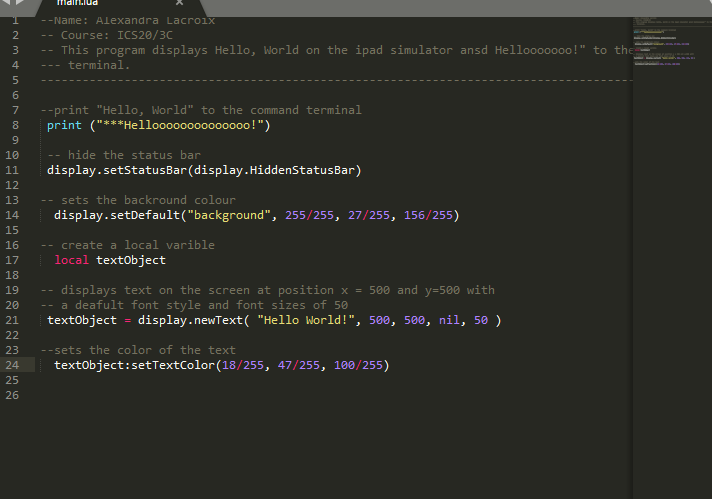 main.lua ×
1 --Name: Alexandra Lacroix
2 -- Course: ICS20/3C
3 -- This program displays Hello, World on the ipad simulator ansd Hellooooooo!" to the
4 --- terminal.
5 ------------------------------------------------------------------------------------
6
7 --print "Hello, World" to the command terminal
8 print ("***Helloooooooooooooo!")
9
10 -- hide the status bar
11 display.setStatusBar(display.HiddenStatusBar)
12
13 -- sets the backround colour
14 display.setDefault("background", 255/255, 27/255, 156/255)
15
16 -- create a local varible
17 local textObject
18
19 -- displays text on the screen at position x = 500 and y=500 with
20 -- a deafult font style and font sizes of 50
21 textObject = display.newText( "Hello World!", 500, 500, nil, 50 )
22
23 --sets the color of the text
24 textObject:setTextColor(18/255, 47/255, 100/255)
25
26